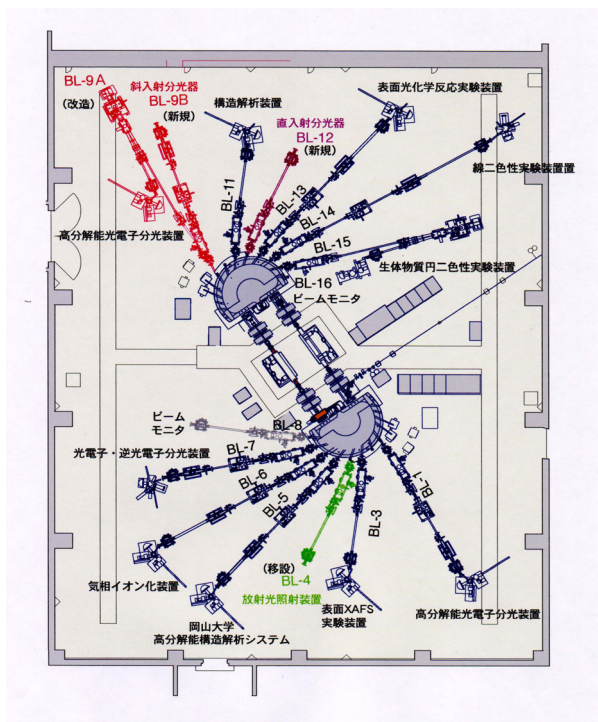 BL-9A
(改造)
斜入射分光器
BL-9B
(新規)
構造解析装置
直入射分光器
BL-12
(新規)
表面光化学反応実験装置
線二色性実験装置置
高分解能光電子分光装置
BL-11
BL-13
BL-14
BL-15
生体物質円二色性実験装置
BL-16
ビームモニタ
ビーム
モニタ
BL-8
光電子・逆光電子分光装置
BL-7
BL-6
BL-5
BL-3
BL-1
(移設)
BL-4
放射光照射装置
気相イオン化装置
岡山大学
高分解能構造解析システム
表面XAFS
実験装置
高分解能光電子分光装置